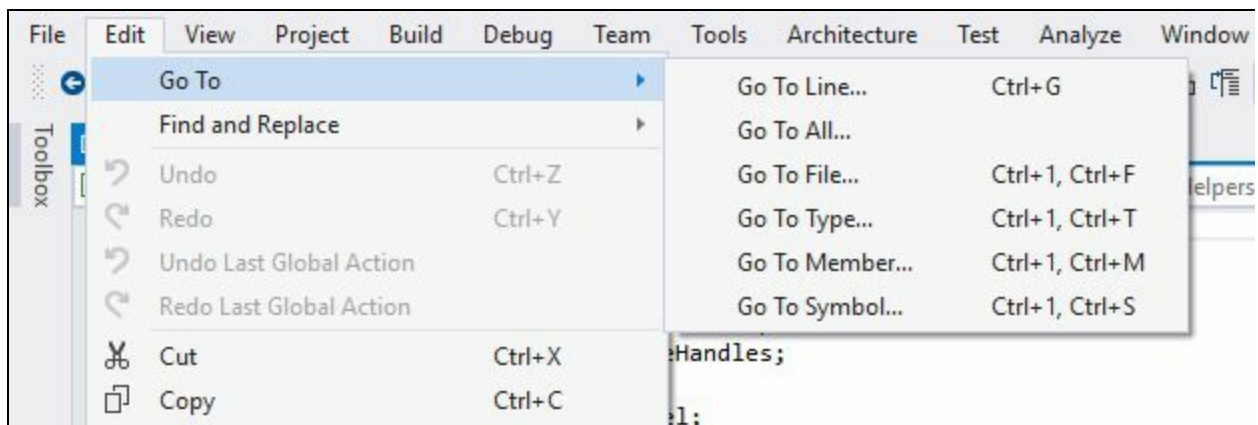 File Edit View Project Build Debug Team Tools Architecture Test Analyze Window
Go To
Find and Replace
Undo Ctrl+Z
Redo Ctrl+Y
Undo Last Global Action
Redo Last Global Action
Cut Ctrl+X
Copy Ctrl+C
Go To Line... Ctrl+G
Go To All...
Go To File... Ctrl+1, Ctrl+F
Go To Type... Ctrl+1, Ctrl+T
Go To Member... Ctrl+1, Ctrl+M
Go To Symbol... Ctrl+1, Ctrl+S
Toolbox
elpers
eHandles;
el;